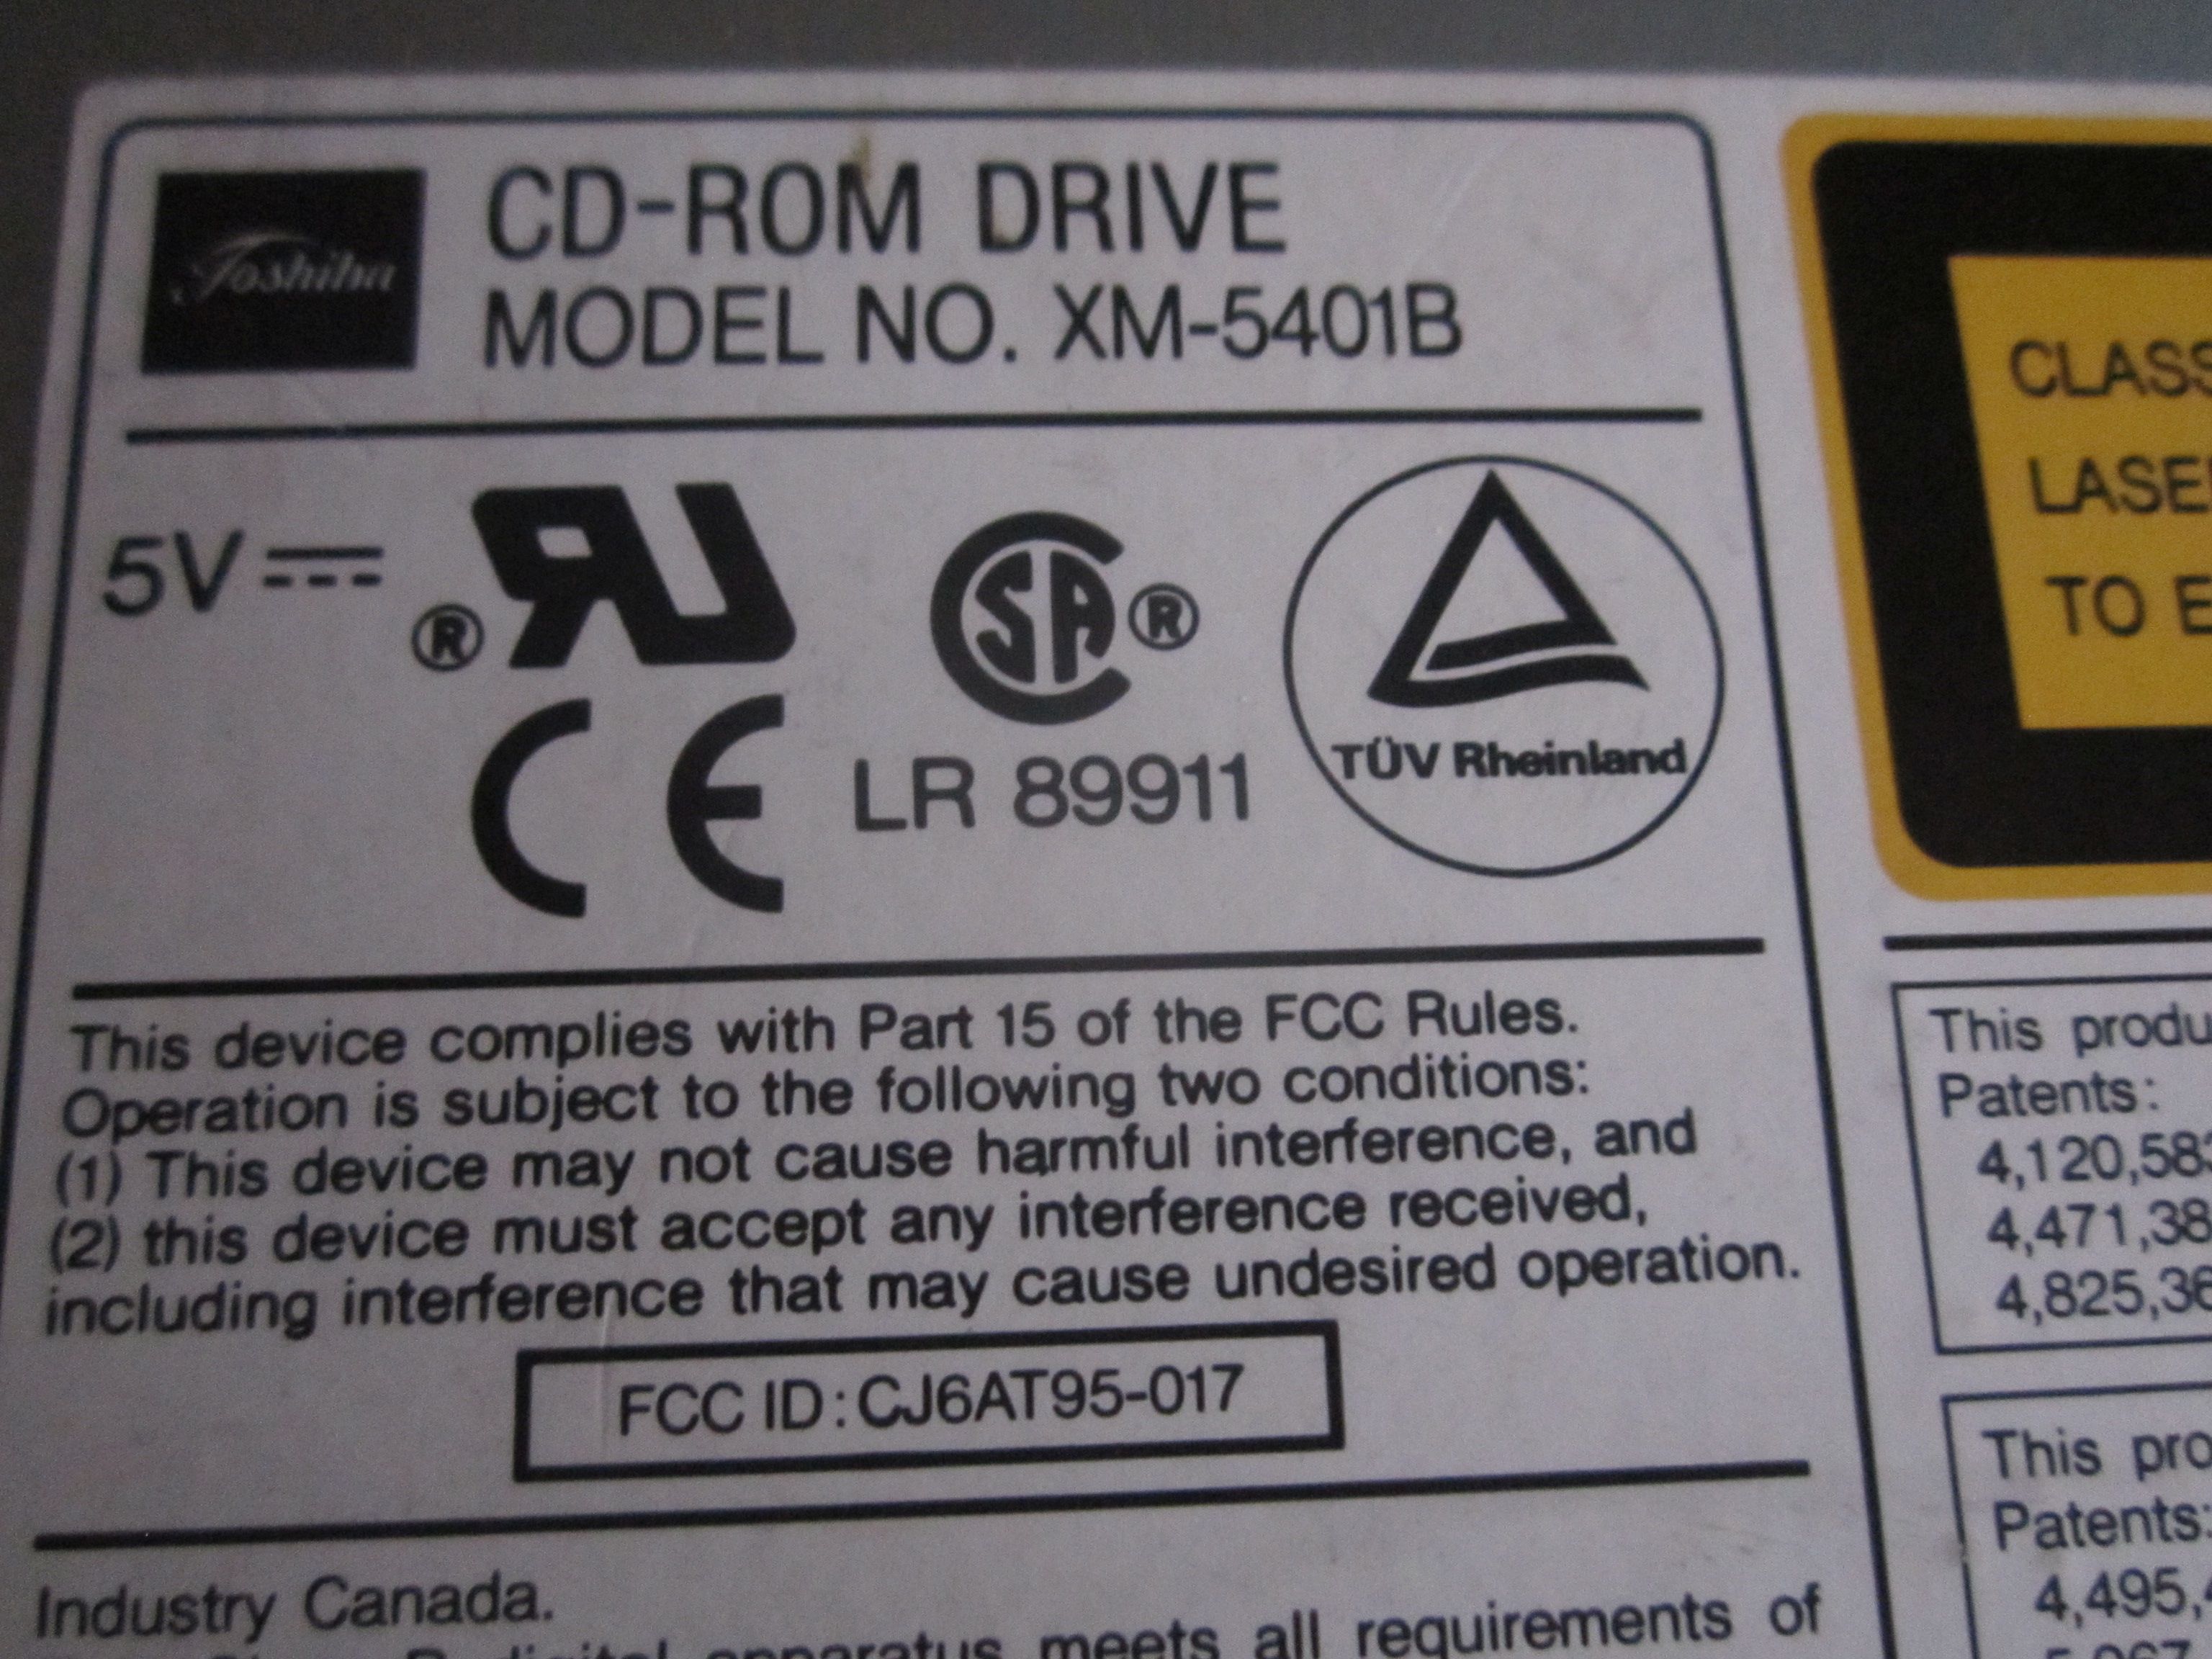 Toshiba
CD-ROM DRIVE
MODEL NO. XM-5401B
5V
®
CSA ®
CE
LR 89911
TÜV Rheinland
This device complies with Part 15 of the FCC Rules.
Operation is subject to the following two conditions:
(1) This device may not cause harmful interference, and
(2) this device must accept any interference received,
including interference that may cause undesired operation.
FCC ID: CJ6AT95-017
Industry Canada.
digital apparatus meets all requirements of
CLASS
LASE
TO E
This produ
Patents:
4,120,58
4,471,38
4,825,36
This pro
Patents:
4,495,